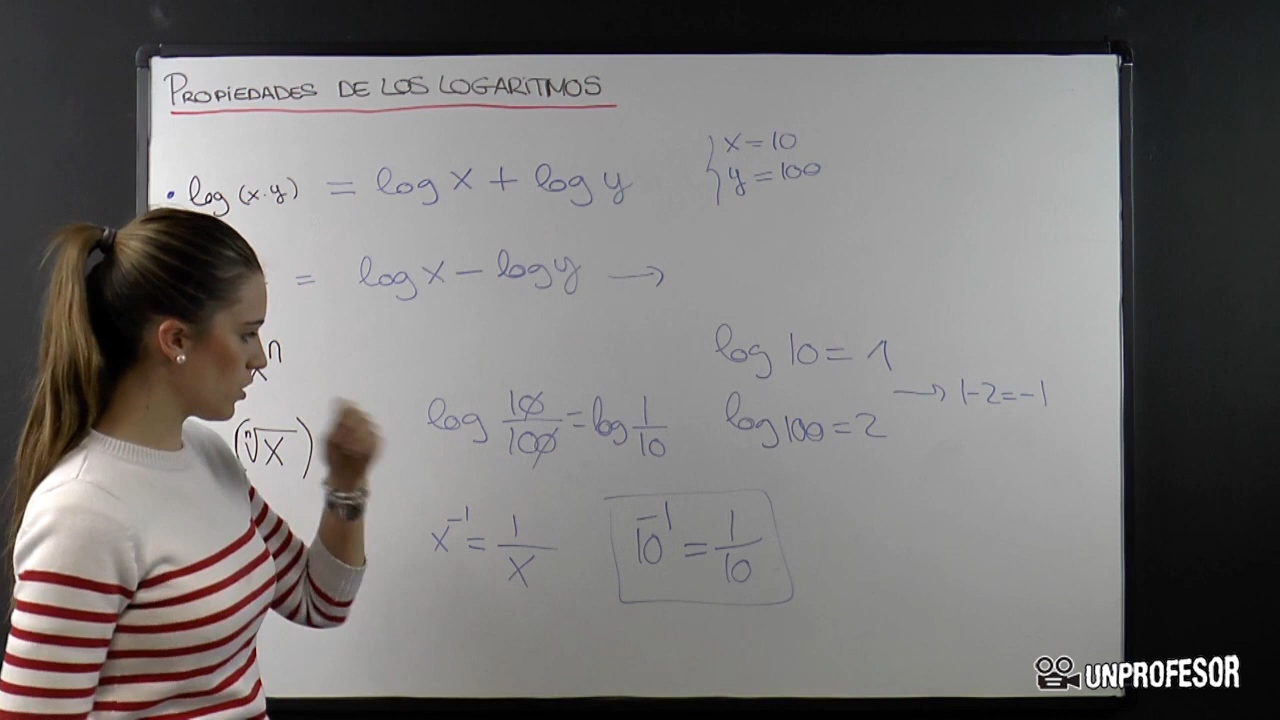 PROPIEDADES DE LOS LOGARITMOS
• log (x·y) = log x + log y
x = 10
y = 100
= log x − log y →
x^n
(ⁿ√x)
log 10 = 1
log 100 = 2
→ 1-2=-1
log 10/100 = log 1/10
x⁻¹ = 1/x
10⁻¹ = 1/10
UNPROFESOR